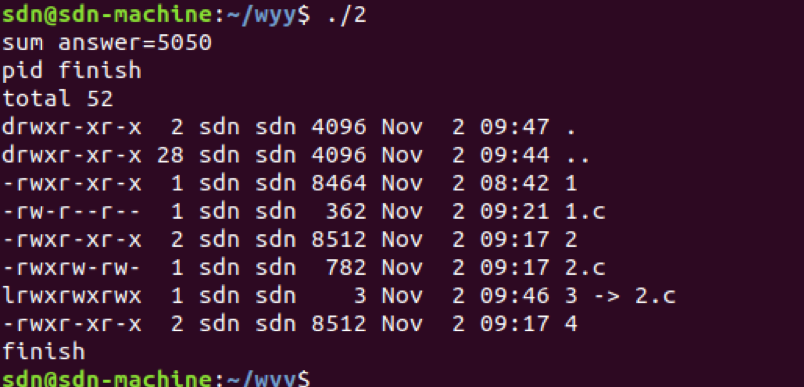 sdn@sdn-machine:~/wyy$ ./2
sum answer=5050
pid finish
total 52
drwxr-xr-x  2 sdn sdn 4096 Nov  2 09:47 .
drwxr-xr-x 28 sdn sdn 4096 Nov  2 09:44 ..
-rwxr-xr-x  1 sdn sdn 8464 Nov  2 08:42 1
-rw-r--r--  1 sdn sdn  362 Nov  2 09:21 1.c
-rwxr-xr-x  2 sdn sdn 8512 Nov  2 09:17 2
-rwxrw-rw-  1 sdn sdn  782 Nov  2 09:17 2.c
lrwxrwxrwx  1 sdn sdn    3 Nov  2 09:46 3 -> 2.c
-rwxr-xr-x  2 sdn sdn 8512 Nov  2 09:17 4
finish
sdn@sdn-machine:~/wyy$